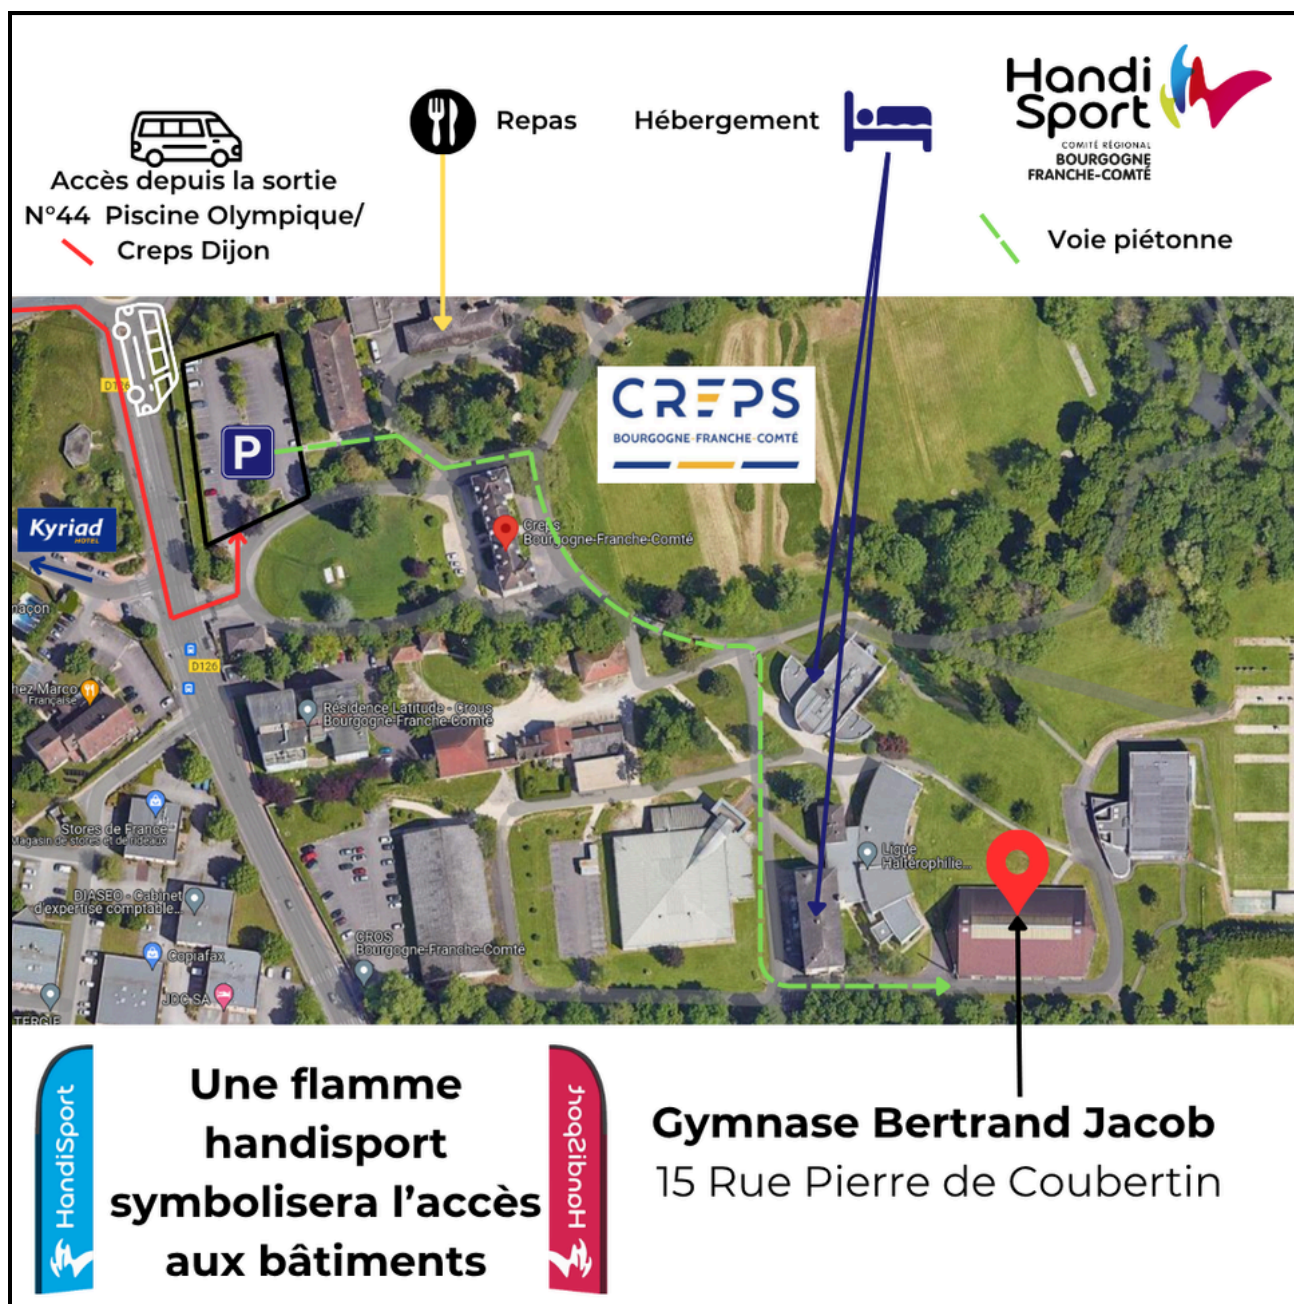 Accès depuis la sortie
N°44 Piscine Olympique/
Creps Dijon
Repas
Hébergement
Handi
Sport
COMITÉ RÉGIONAL
BOURGOGNE
FRANCHE-COMTÉ
Voie piétonne
D126
P
CREPS
BOURGOGNE-FRANCHE-COMTÉ
Kyriad
HOTEL
Creps
Bourgogne-Franche-Comté
D126
hez Marco
Française
Résidence Latitude - Crous
Bourgogne-Franche-Comté
Stores de France
Magasin de stores et de rideaux
Ligue
Haltérophilie...
DIASEO - Cabinet
d'expertise comptable...
CROS
Bourgogne-Franche-Comté
Copiafax
JDC SA
TERGIE
HandiSport
Une flamme
handisport
symbolisera l'accès
aux bâtiments
HandiSport
Gymnase Bertrand Jacob
15 Rue Pierre de Coubertin